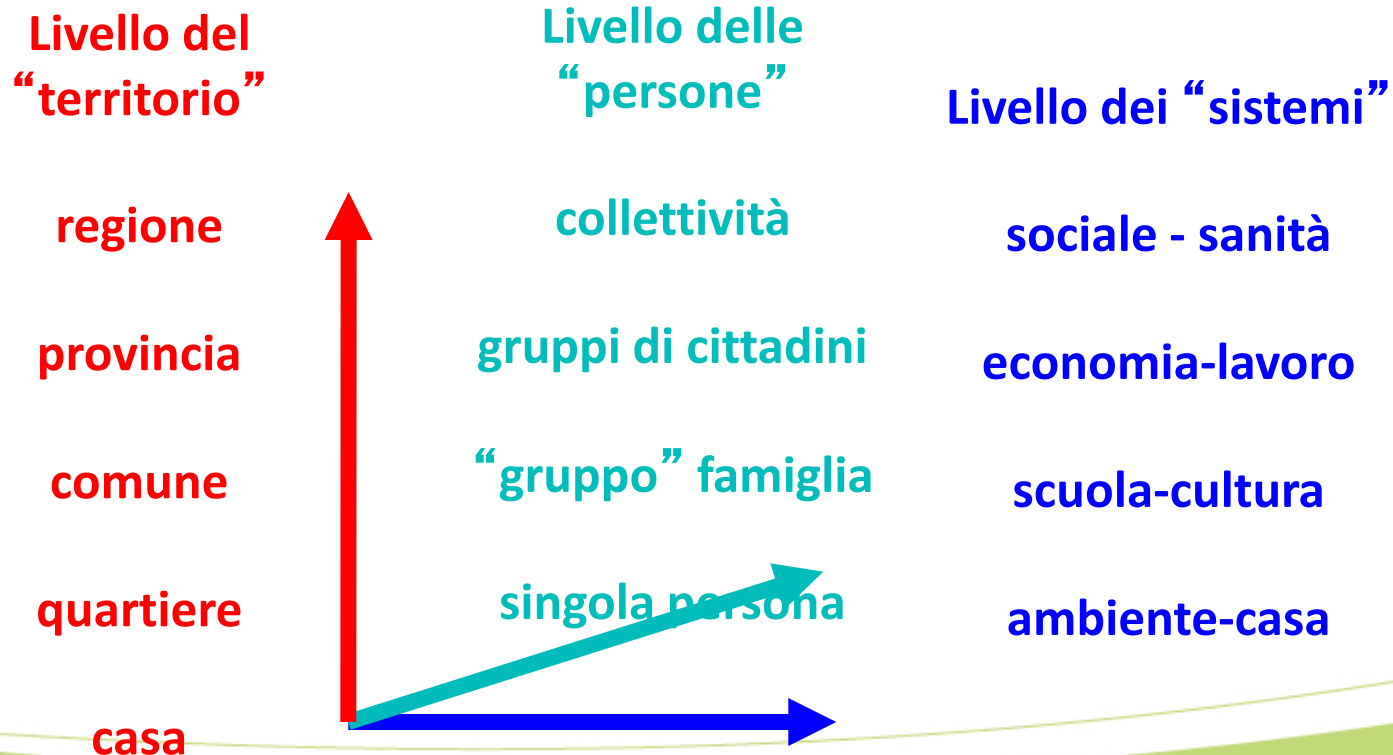 Livello del
“territorio”
regione
provincia
comune
quartiere
casa
Livello delle
“persone”
collettività
gruppi di cittadini
“gruppo” famiglia
singola persona
Livello dei “sistemi”
sociale - sanità
economia-lavoro
scuola-cultura
ambiente-casa